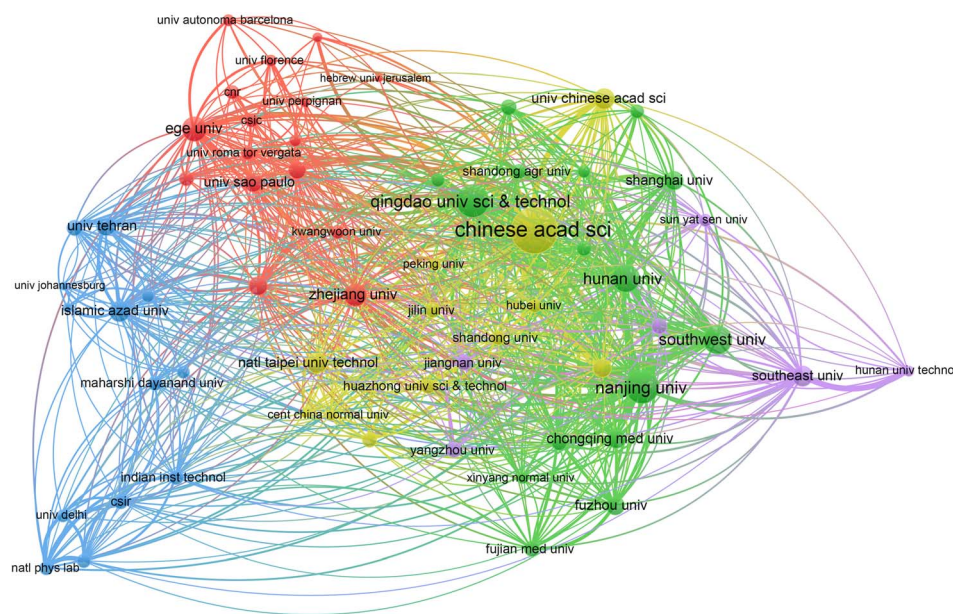 univ autonoma barcelona
univ florence
hebrew univ jerusalem
cnr
univ perpignan
univ chinese acad sci
csic
ege univ
univ roma tor vergata
shandong agr univ
univ sao paulo
shanghai univ
qingdao univ sci & technol
sun yat sen univ
univ tehran
chinese acad sci
kwangwoon univ
peking univ
hunan univ
univ johannesburg
zhejiang univ
islamic azad univ
jilin univ
hubei univ
shandong univ
southwest univ
natl taipei univ technol
jiangnan univ
hunan univ technol
southeast univ
maharshi dayanand univ
huazhong univ sci & technol
nanjing univ
cent china normal univ
chongqing med univ
yangzhou univ
indian inst technol
xinyang normal univ
csir
fuzhou univ
univ delhi
fujian med univ
natl phys lab